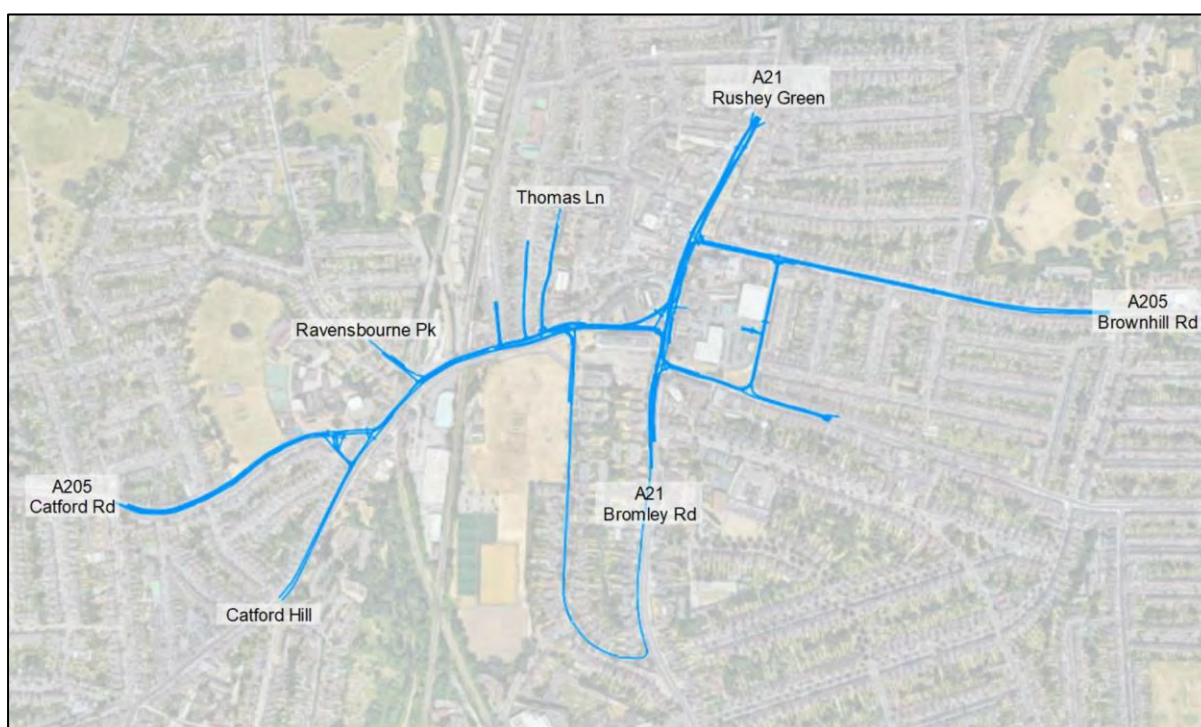 A21
Rushey Green
Thomas Ln
A205
Brownhill Rd
Ravensbourne Pk
A205
Catford Rd
A21
Bromley Rd
Catford Hill